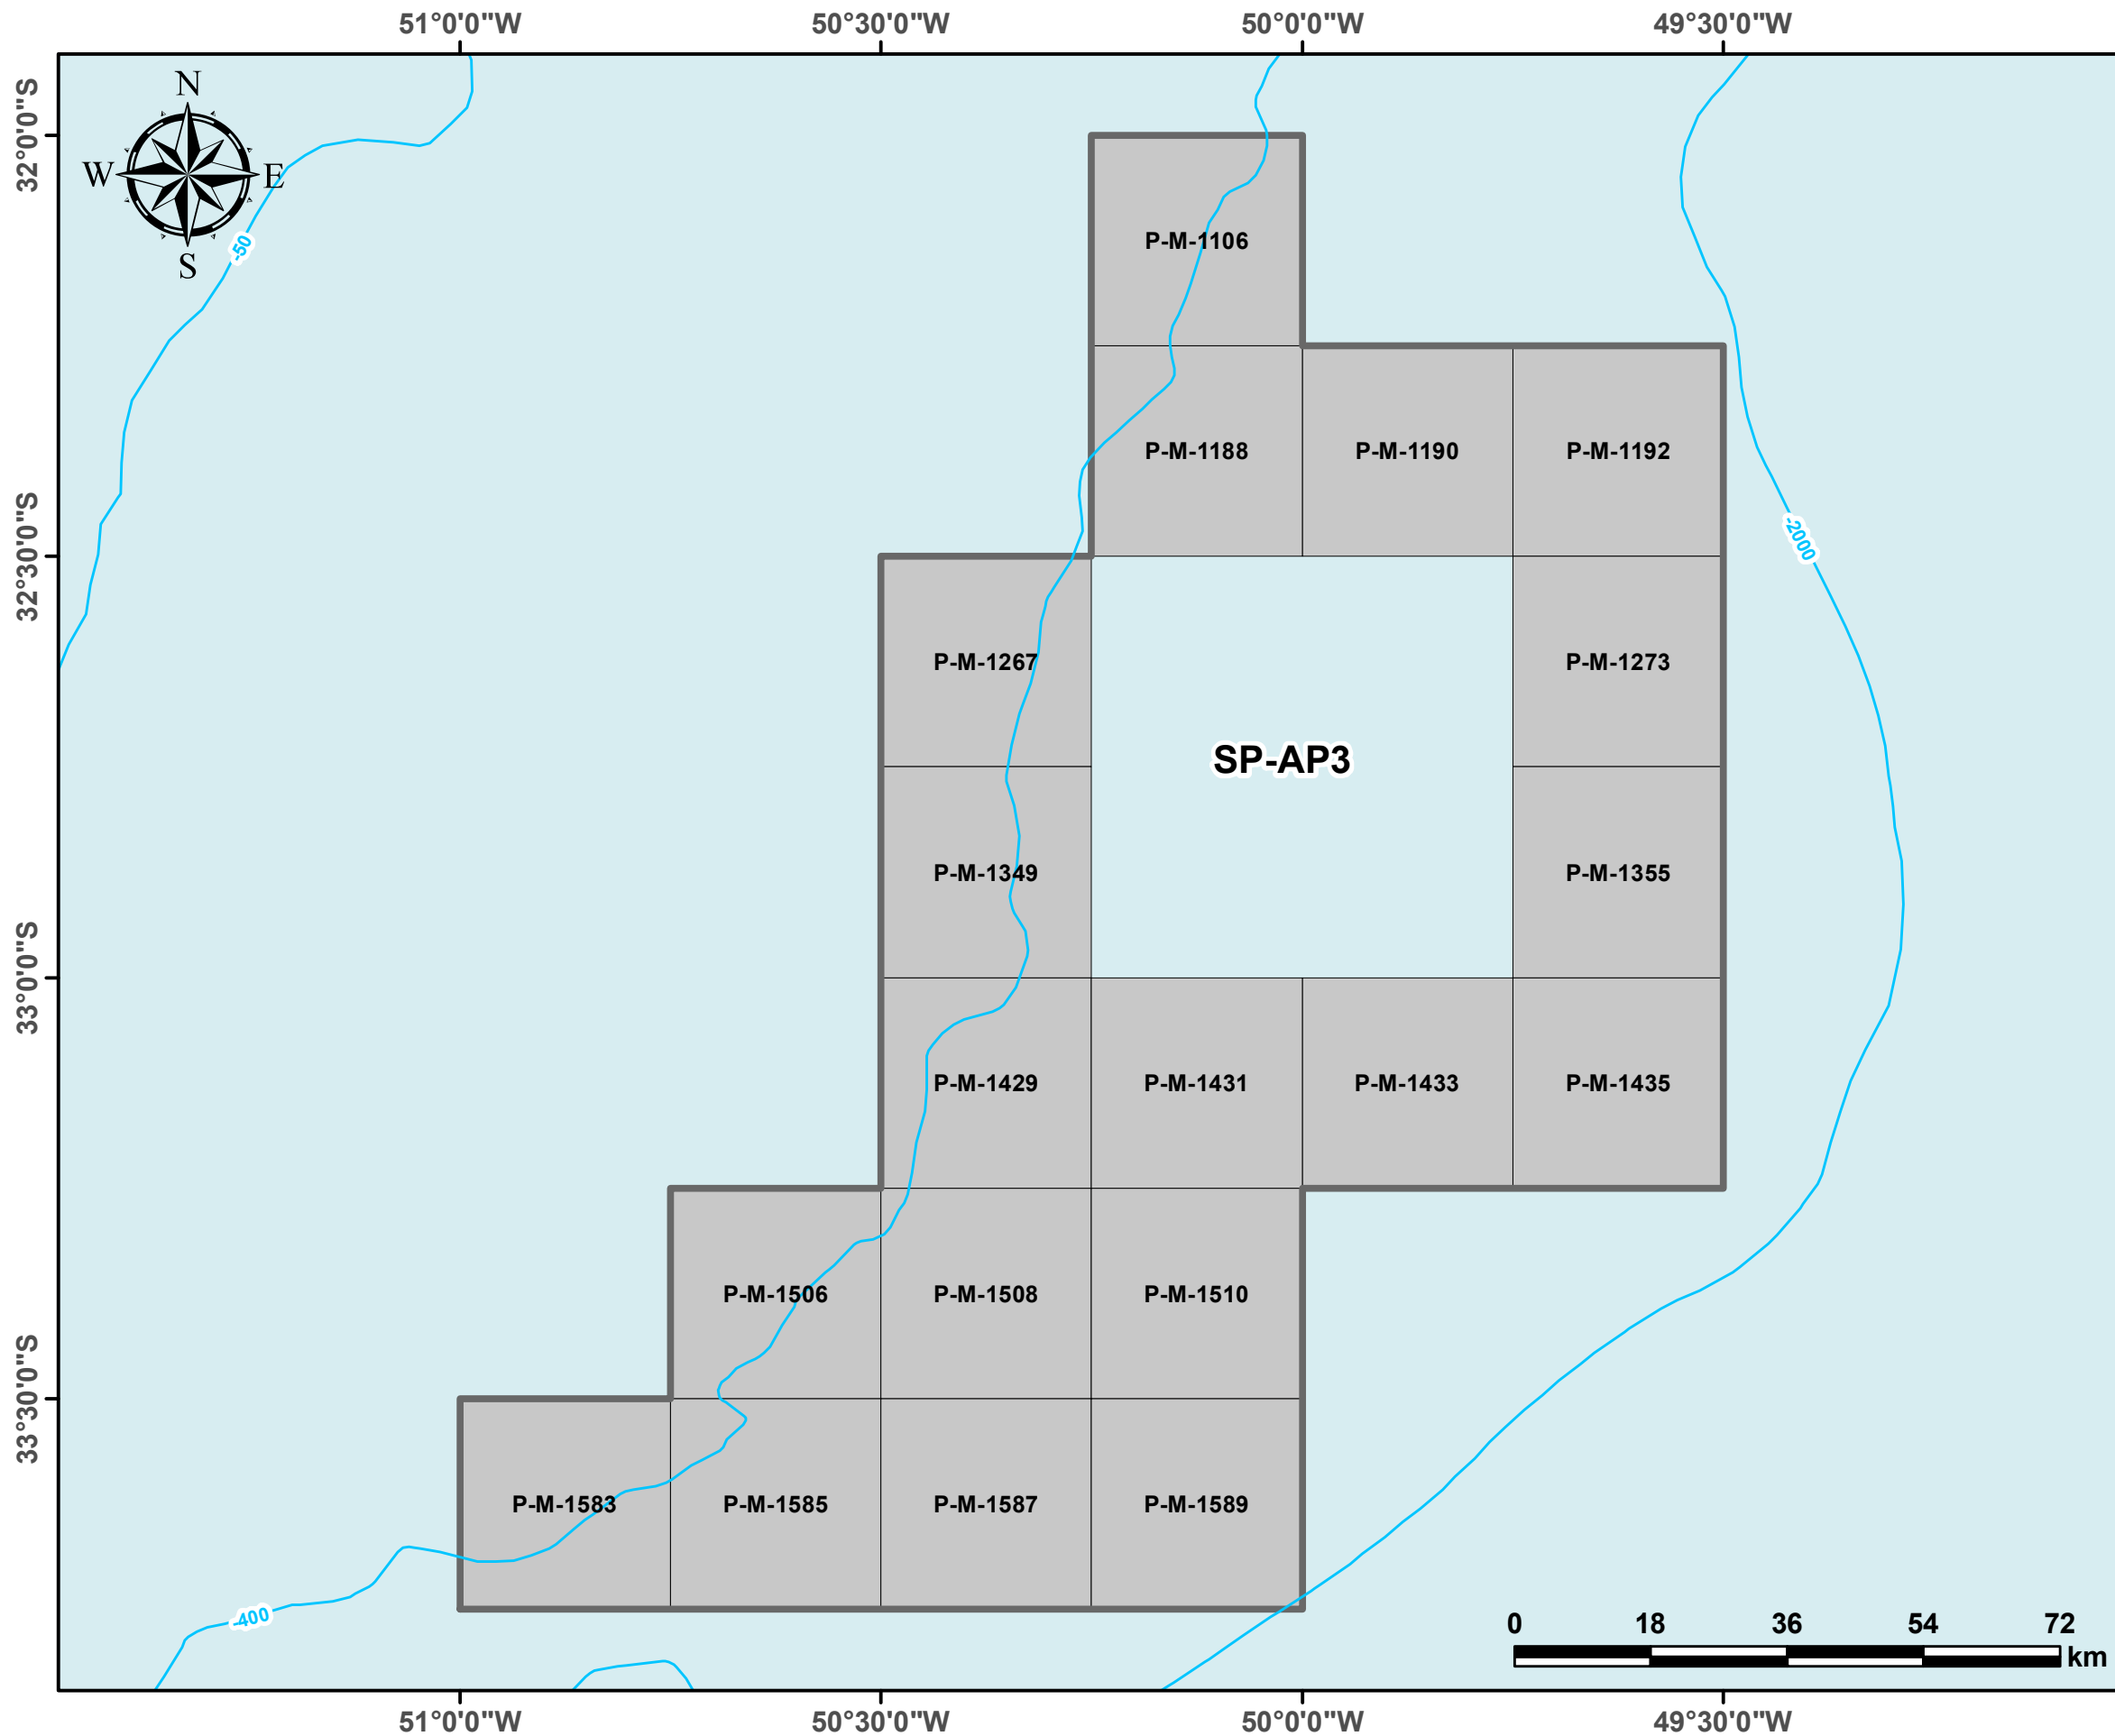 51°0'0"W 50°30'0"W 50°0'0"W 49°30'0"W
N
W E
S
32°0'0"S
32°30'0"S
33°0'0"S
33°30'0"S
-50
-2000
-400
P-M-1106
P-M-1188 P-M-1190 P-M-1192
P-M-1267 P-M-1273
SP-AP3
P-M-1349 P-M-1355
P-M-1429 P-M-1431 P-M-1433 P-M-1435
P-M-1506 P-M-1508 P-M-1510
P-M-1583 P-M-1585 P-M-1587 P-M-1589
0 18 36 54 72
km
51°0'0"W 50°30'0"W 50°0'0"W 49°30'0"W